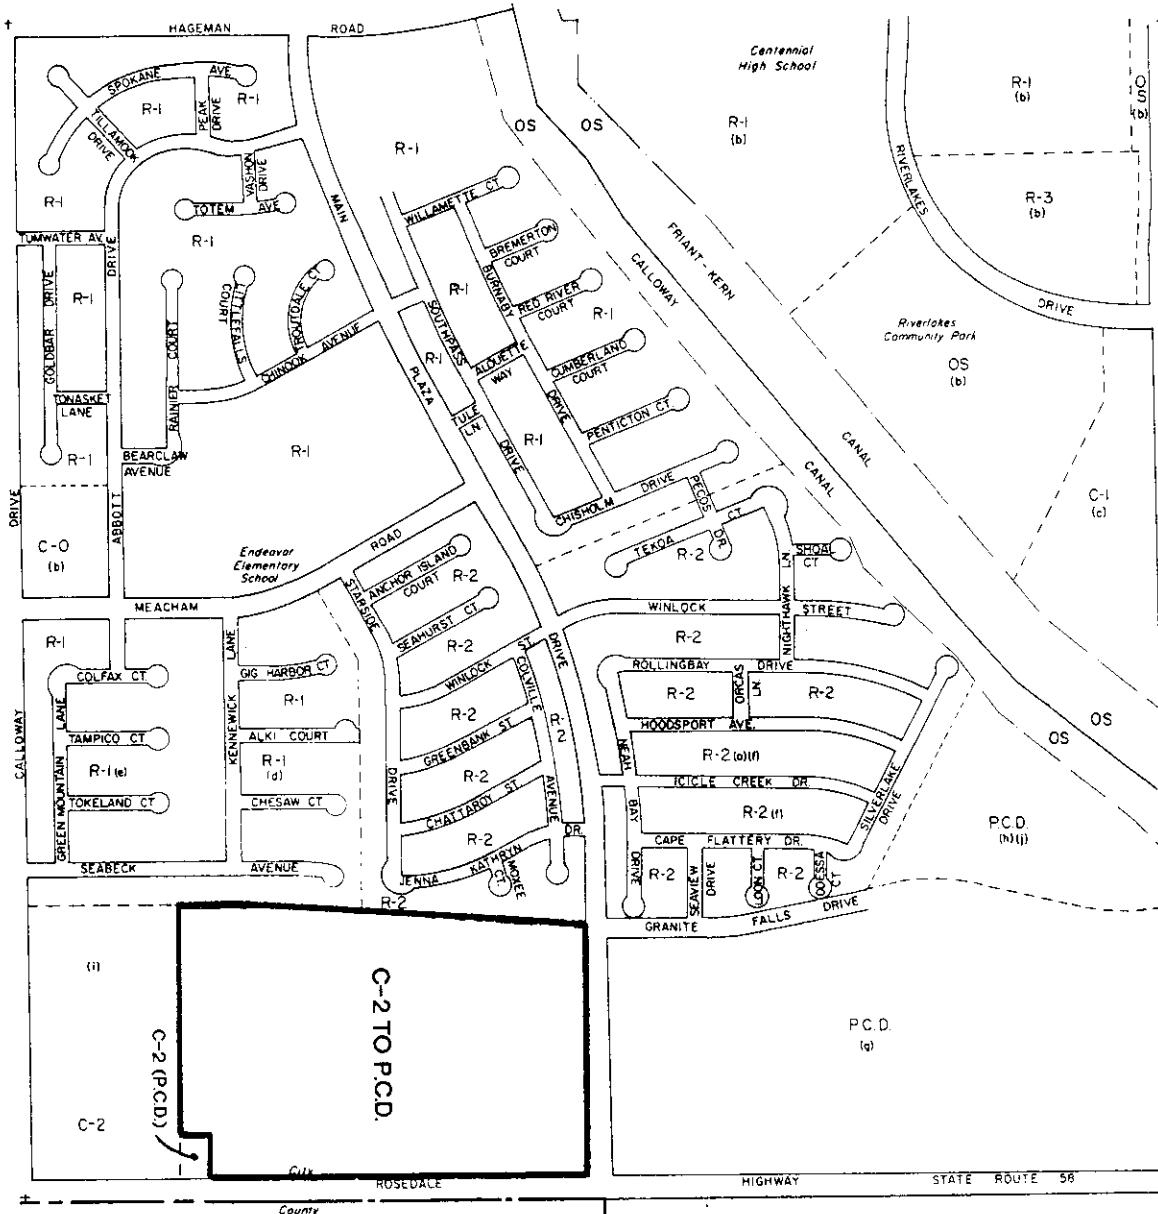 HAGEMAN ROAD
Centennial
High School
SPOKANE AVE
R-1
R-1
PEAK
DRIVE
TILLAMOOK
DRIVE
R-1
(b)
R-1
(b)
OS
(b)
OS
OS
R-1
VASHON
DRIVE
TOTEM AVE
R-1
R-1
TUMWATER AV.
MAIN
PLAZA
DRIVE
WILLAMETTE CT
BREMERTON
COURT
BURNABY
DRIVE
RED RIVER
COURT
R-1
R-1
RIVERLAKES
DRIVE
R-3
(b)
FRIANT-KERN
CANAL
CALLOWAY
CANAL
GOLDBAR DRIVE
R-1
ABBOTT
DRIVE
RAINIER COURT
LITTLEFALLS
COURT
TROUTDALE CT
CHINOOK AVENUE
SOUTHPASS
DRIVE
R-1
ALOUETTE
WAY
CUMBERLAND
COURT
Riverlakes
Community Park
OS
(b)
TONASKET
LANE
TULE
LN.
PENTICTON CT
R-1
R-1
R-1
BEARCLAW
AVENUE
CHISHOLM DRIVE
PECOS
DR.
TEKOA CT
R-2
C-1
(c)
C-O
(b)
DRIVE
CALLOWAY
Endeavor
Elementary
School
MEACHAM ROAD
ANCHOR ISLAND
COURT
R-2
STARSIDE
DRIVE
SEAHURST CT
R-2
SHOAL
CT
NIGHTHAWK LN
WINLOCK STREET
R-2
R-1
COLFAX CT.
KENNEWICK LANE
GIG HARBOR CT
R-1
WINLOCK ST.
COLVILLE
AVENUE
R-2
R-2
ROLLINGBAY DRIVE
R-2
ORCAS
LN.
R-2
GREEN MOUNTAIN LANE
TAMPICO CT
R-1 (e)
TOKELAND CT
ALKI COURT
R-1
(d)
CHESAW CT
GREENBANK ST.
R-2
CHATTAROY ST.
R-2
HOODSPORT AVE.
NEAH
BAY
DRIVE
ICICLE CREEK DR.
R-2 (f)
CAPE FLATTERY DR.
SILVERLAKE
DRIVE
OS
OS
P.C.D.
(h)(j)
SEABECK AVENUE
JENNA KATHRYN DR.
MOXEE
CT
R-2
R-2
SEAVIEW
DRIVE
R-2
ODESSA
CT
GRANITE FALLS DRIVE
(i)
C-2
C-2 TO P.C.D.
C-2 (P.C.D.)
P.C.D.
(g)
City
ROSEDALE HIGHWAY STATE ROUTE 58
County